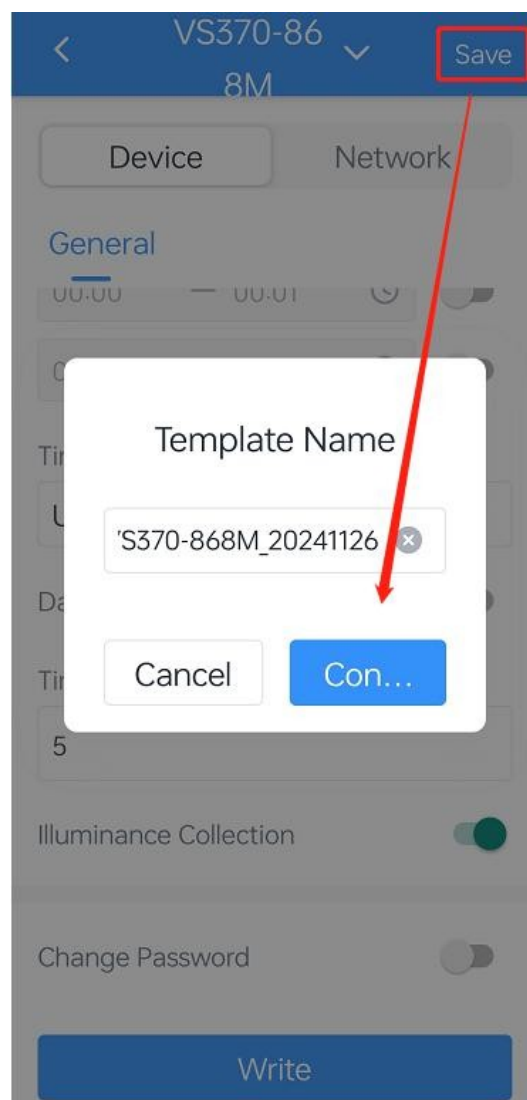 VS370-86
8M
Save
Device Network
General
00:00 — 00:01
Template Name
'S370-868M_20241126
Cancel Con...
5
Illuminance Collection
Change Password
Write